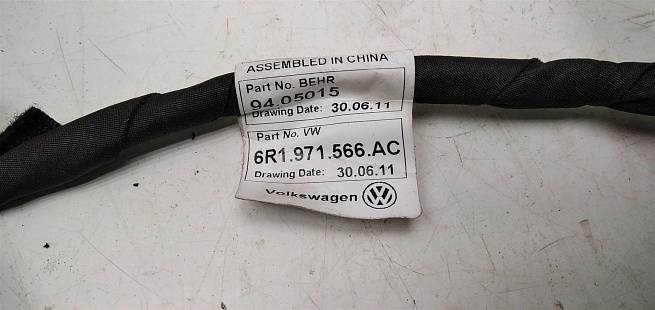 ASSEMBLED IN CHINA
Part No. BEHR
94.05015
Drawing Date: 30.06.11
Part No. VW
6R1.971.566.AC
Drawing Date: 30.06.11
Volkswagen